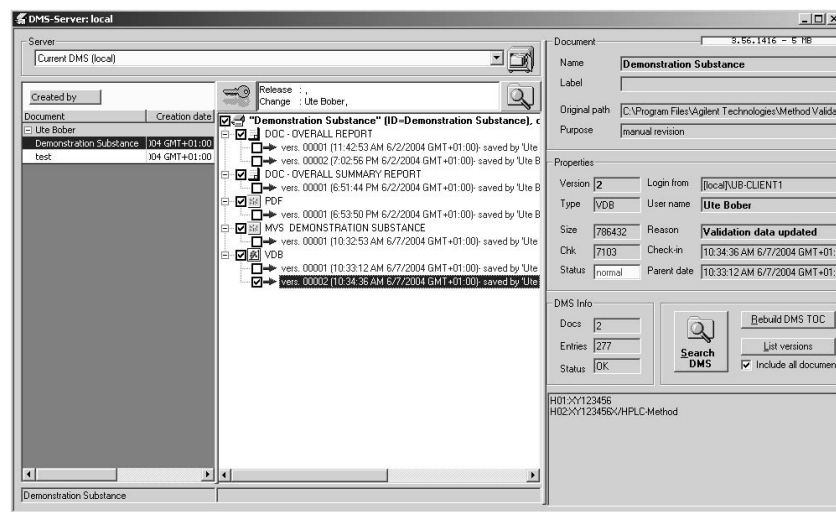 DMS-Server: local
Server
Current DMS (local)
Created by
Release : ,
Change : Ute Bober,
Document Creation date
Ute Bober
Demonstration Substance )04 GMT+01:00
test )04 GMT+01:00
"Demonstration Substance" (ID=Demonstration Substance), c
DOC - OVERALL REPORT
vers. 00001 (11:42:53 AM 6/2/2004 GMT+01:00)- saved by 'Ute
vers. 00002 (7:02:56 PM 6/2/2004 GMT+01:00)- saved by 'Ute B
DOC - OVERALL SUMMARY REPORT
vers. 00001 (6:51:44 PM 6/2/2004 GMT+01:00)- saved by 'Ute B
PDF
vers. 00001 (6:53:50 PM 6/2/2004 GMT+01:00)- saved by 'Ute B
MVS DEMONSTRATION SUBSTANCE
vers. 00001 (10:32:53 AM 6/7/2004 GMT+01:00)- saved by 'Ute
VDB
vers. 00001 (10:33:12 AM 6/7/2004 GMT+01:00)- saved by 'Ute
vers. 00002 (10:34:36 AM 6/7/2004 GMT+01:00)- saved by 'Ute
Demonstration Substance
Document 3.56.1416 - 5 MB
Name Demonstration Substance
Label
Original path C:\Program Files\Agilent Technologies\Method Valida
Purpose manual revision
Properties
Version 2 Login from [local]\UB-CLIENT1
Type VDB User name Ute Bober
Size 786432 Reason Validation data updated
Chk 7103 Check-in 10:34:36 AM 6/7/2004 GMT+01:
Status normal Parent date 10:33:12 AM 6/7/2004 GMT+01:
DMS Info
Docs 2
Entries 277
Status OK
Search
DMS
Rebuild DMS TOC
List versions
Include all documen
H01:XY123456
H02:XY123456X/HPLC-Method